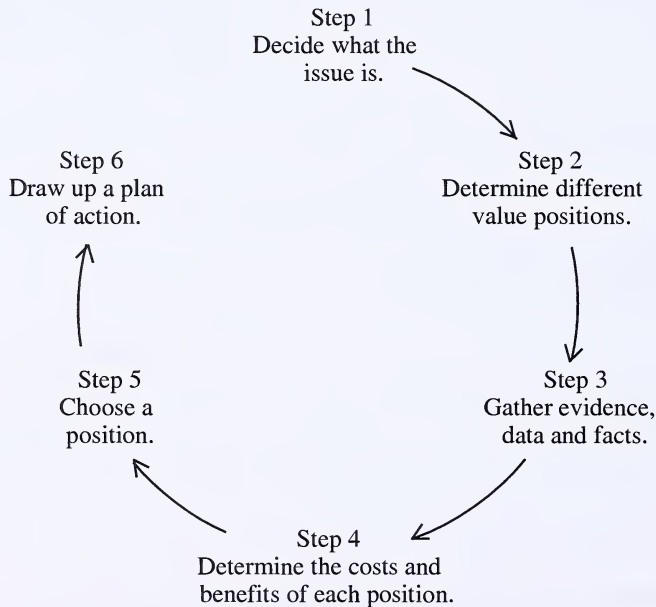 Step 1
Decide what the
issue is.
Step 2
Determine different
value positions.
Step 3
Gather evidence,
data and facts.
Step 4
Determine the costs and
benefits of each position.
Step 5
Choose a
position.
Step 6
Draw up a plan
of action.